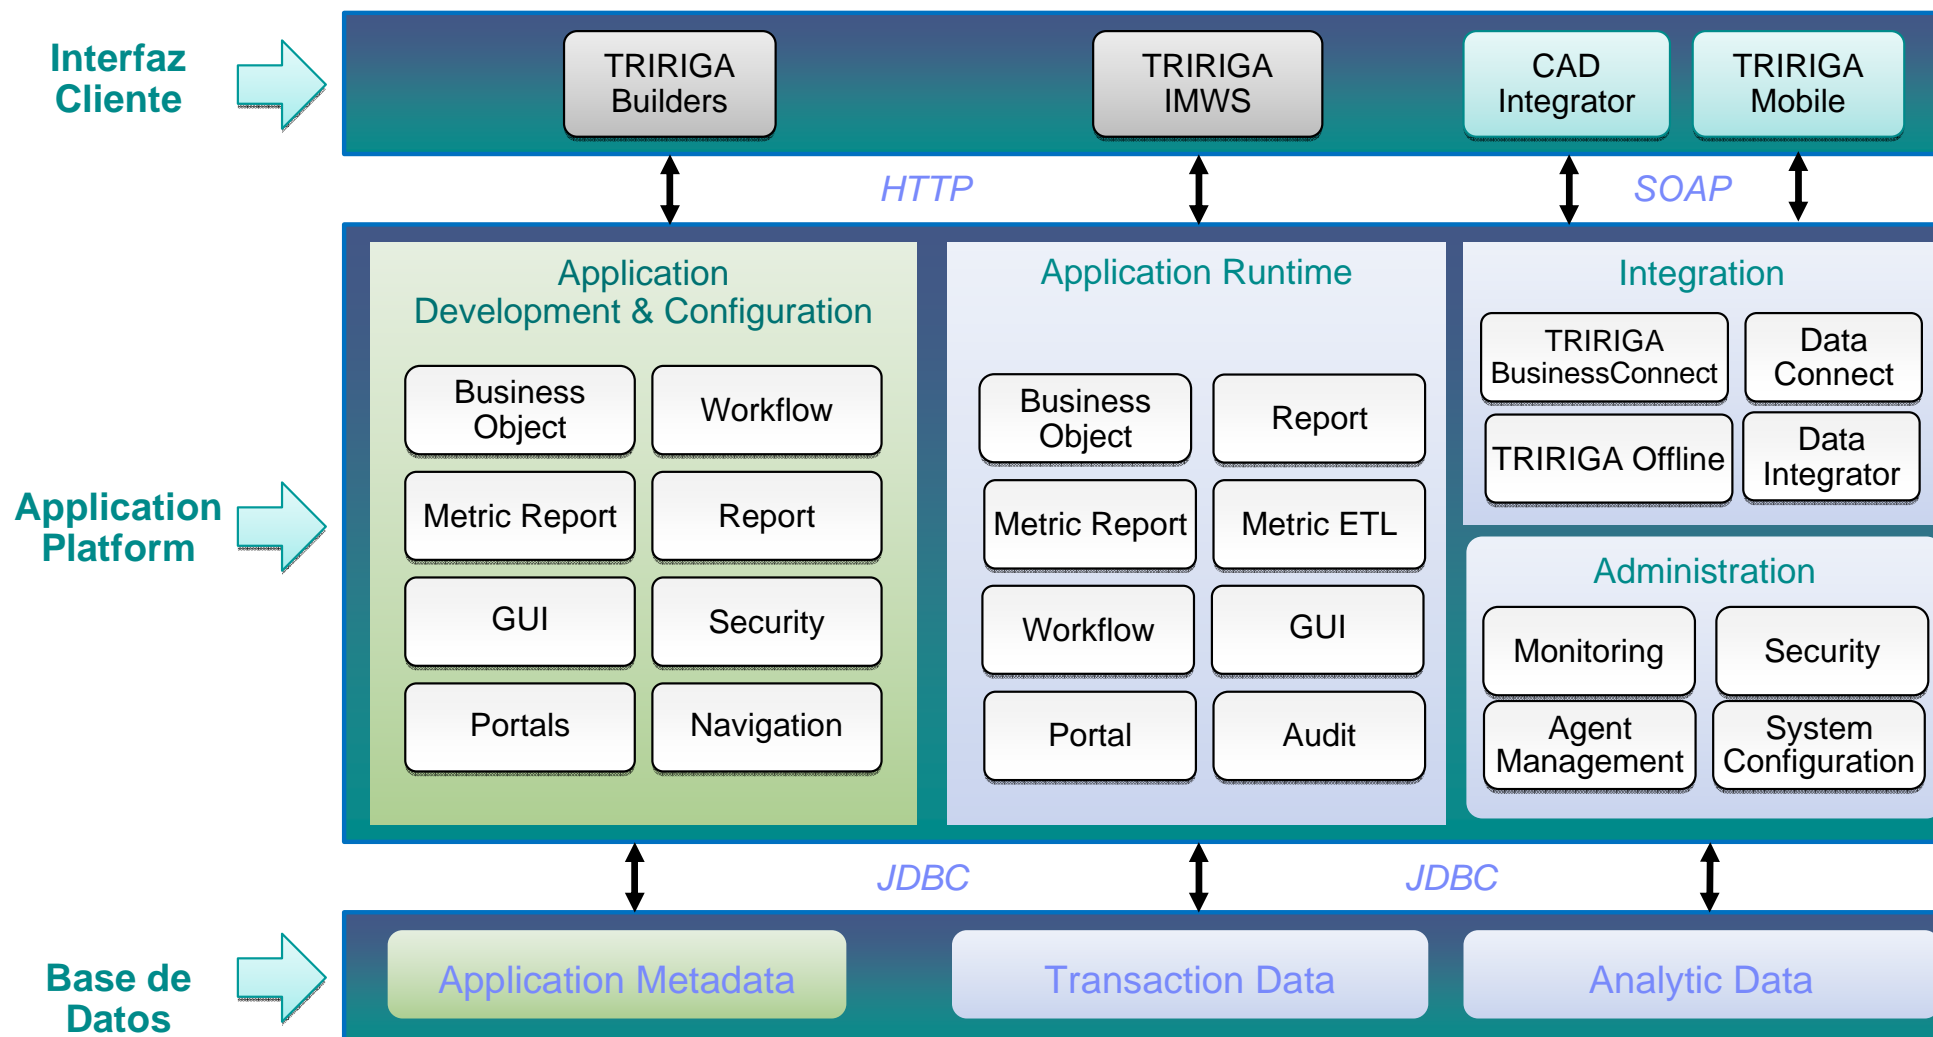 Interfaz
Cliente
TRIRIGA
Builders
TRIRIGA
IMWS
CAD
Integrator
TRIRIGA
Mobile
HTTP
SOAP
Application
Platform
Application
Development & Configuration
Business
Object
Workflow
Metric Report
Report
GUI
Security
Portals
Navigation
Application Runtime
Business
Object
Report
Metric Report
Metric ETL
Workflow
GUI
Portal
Audit
Integration
TRIRIGA
BusinessConnect
Data
Connect
TRIRIGA Offline
Data
Integrator
Administration
Monitoring
Security
Agent
Management
System
Configuration
JDBC
JDBC
Base de
Datos
Application Metadata
Transaction Data
Analytic Data